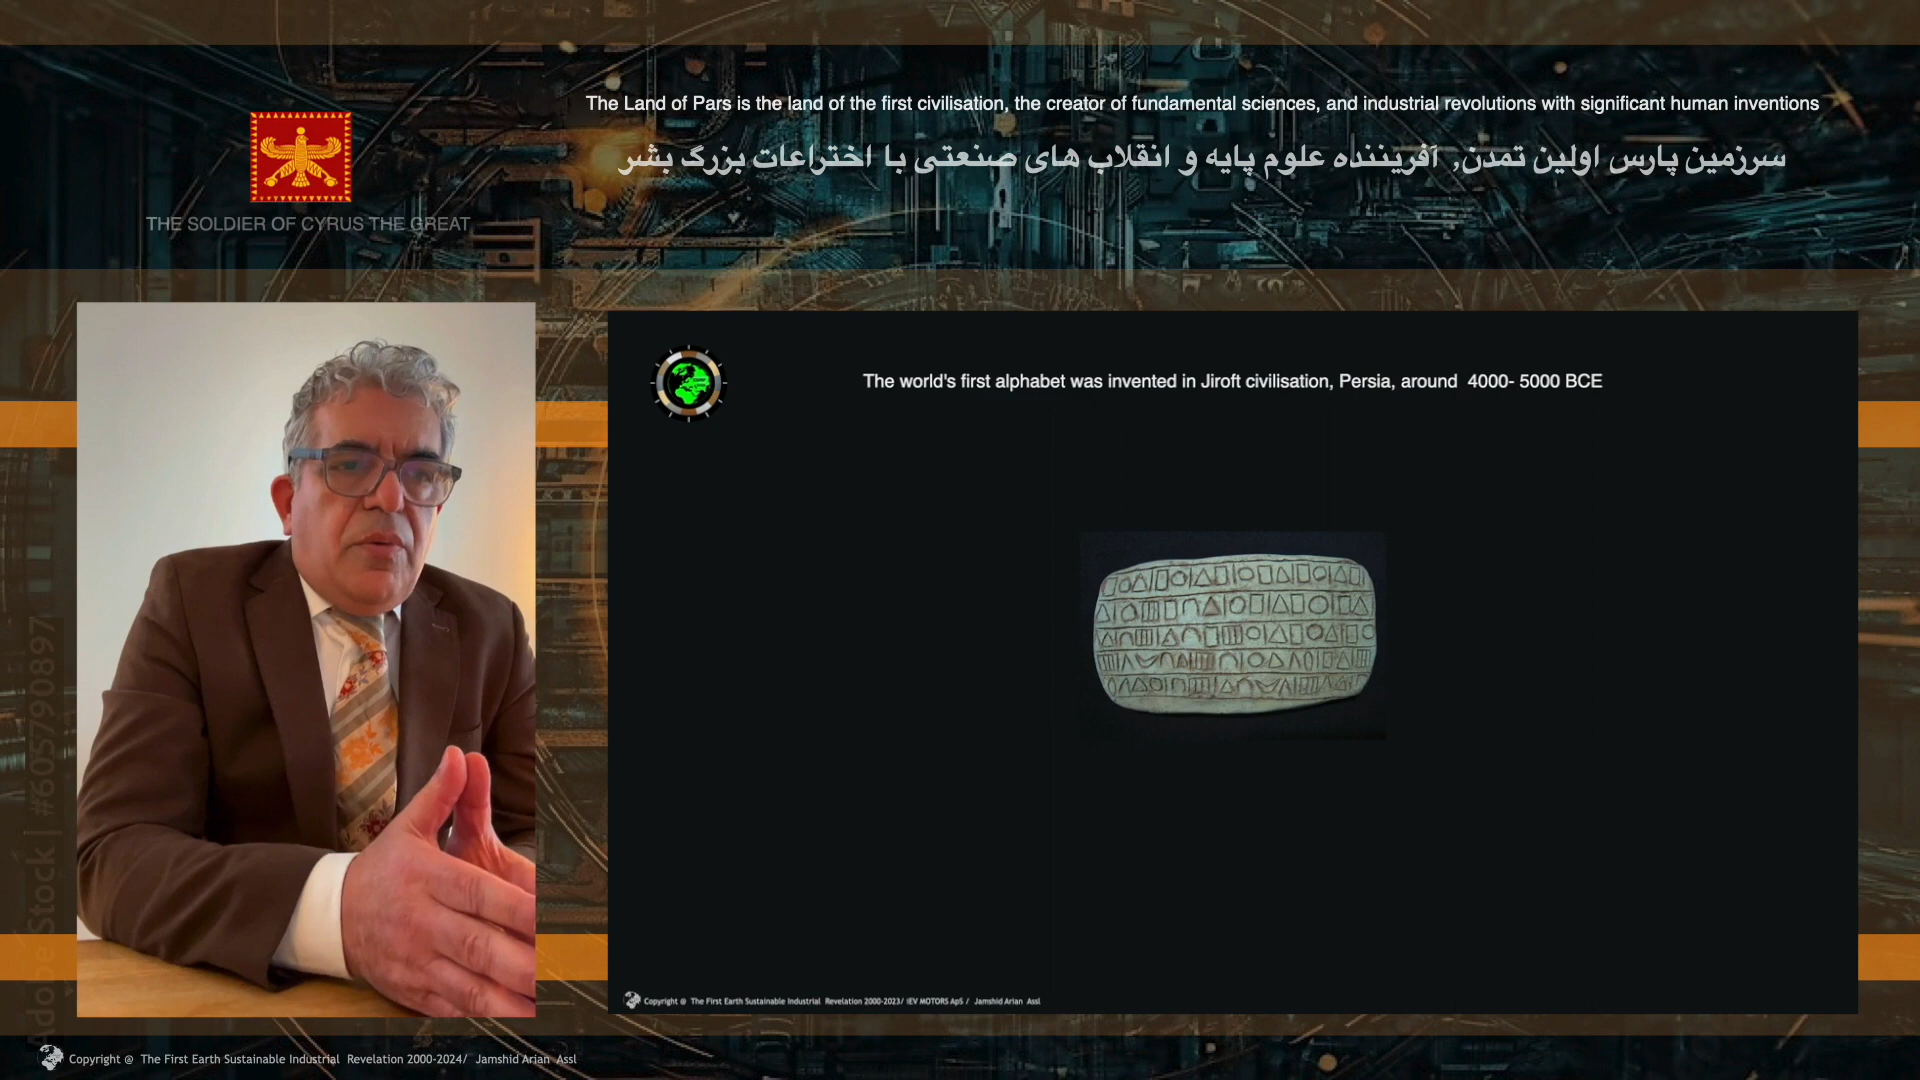 The Land of Pars is the land of the first civilisation, the creator of fundamental sciences, and industrial revolutions with significant human inventions
سرزمین پارس اولین تمدن, آفریننده علوم پایه و انقلاب های صنعتی با اختراعات بزرگ بشر
THE SOLDIER OF CYRUS THE GREAT
The world's first alphabet was invented in Jiroft civilisation, Persia, around 4000- 5000 BCE
Adobe Stock | #605790897
Copyright @ The First Earth Sustainable Industrial Revelation 2000-2023/ IEV MOTORS ApS / Jamshid Arian Assl
Copyright @ The First Earth Sustainable Industrial Revelation 2000-2024/ Jamshid Arian Assl